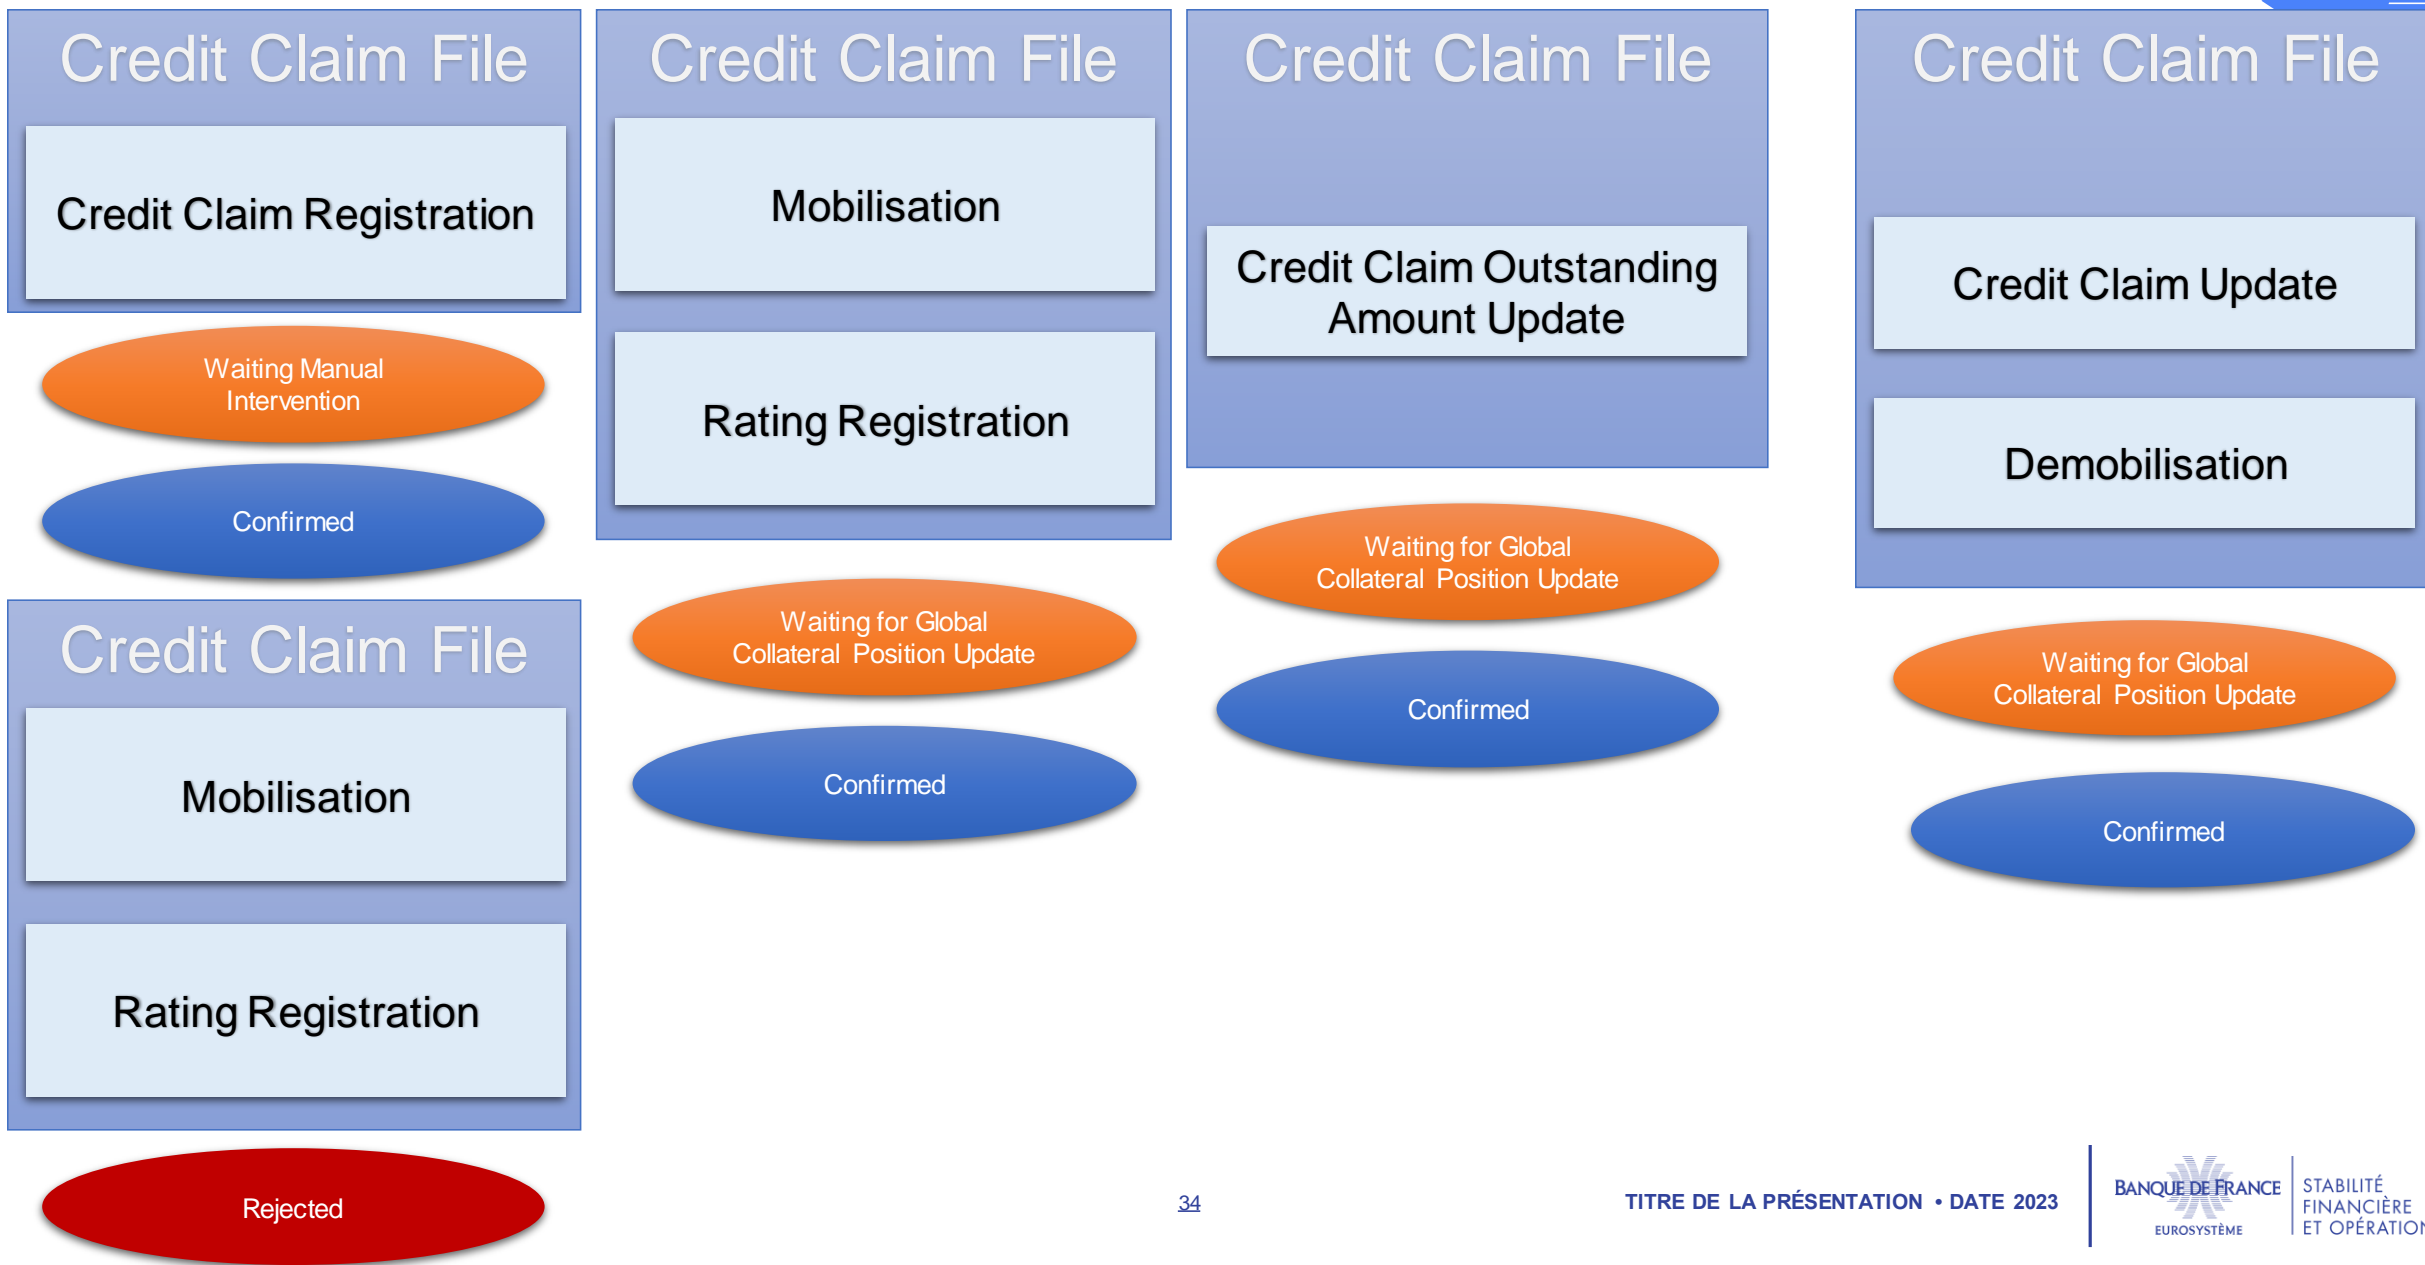 Credit Claim File
Credit Claim Registration
Waiting Manual
Intervention
Confirmed
Credit Claim File
Mobilisation
Rating Registration
Rejected
Credit Claim File
Mobilisation
Rating Registration
Waiting for Global
Collateral Position Update
Confirmed
Credit Claim File
Credit Claim Outstanding
Amount Update
Waiting for Global
Collateral Position Update
Confirmed
Credit Claim File
Credit Claim Update
Demobilisation
Waiting for Global
Collateral Position Update
Confirmed
34
TITRE DE LA PRÉSENTATION • DATE 2023
BANQUE DE FRANCE
EUROSYSTÈME
STABILITÉ
FINANCIÈRE
ET OPÉRATION